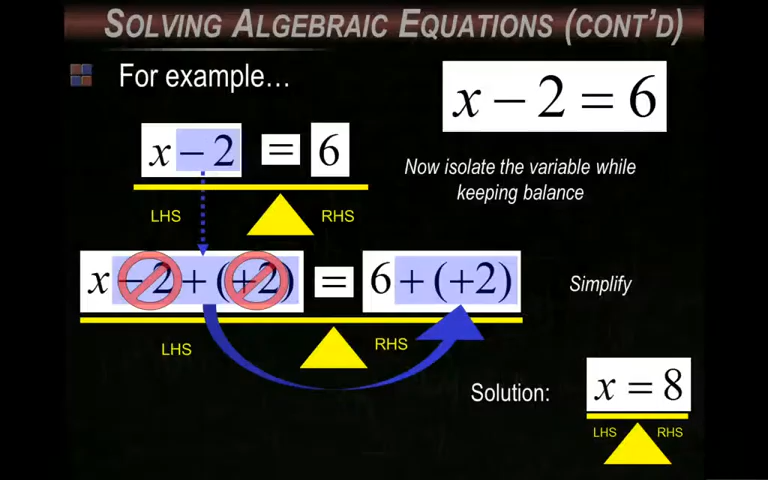 SOLVING ALGEBRAIC EQUATIONS (CONT'D)
For example…
x − 2 = 6
x − 2 = 6
Now isolate the variable while
keeping balance
LHS
RHS
x − 2 + (+2) = 6 + (+2)
Simplify
LHS
RHS
Solution:
x = 8
LHS
RHS